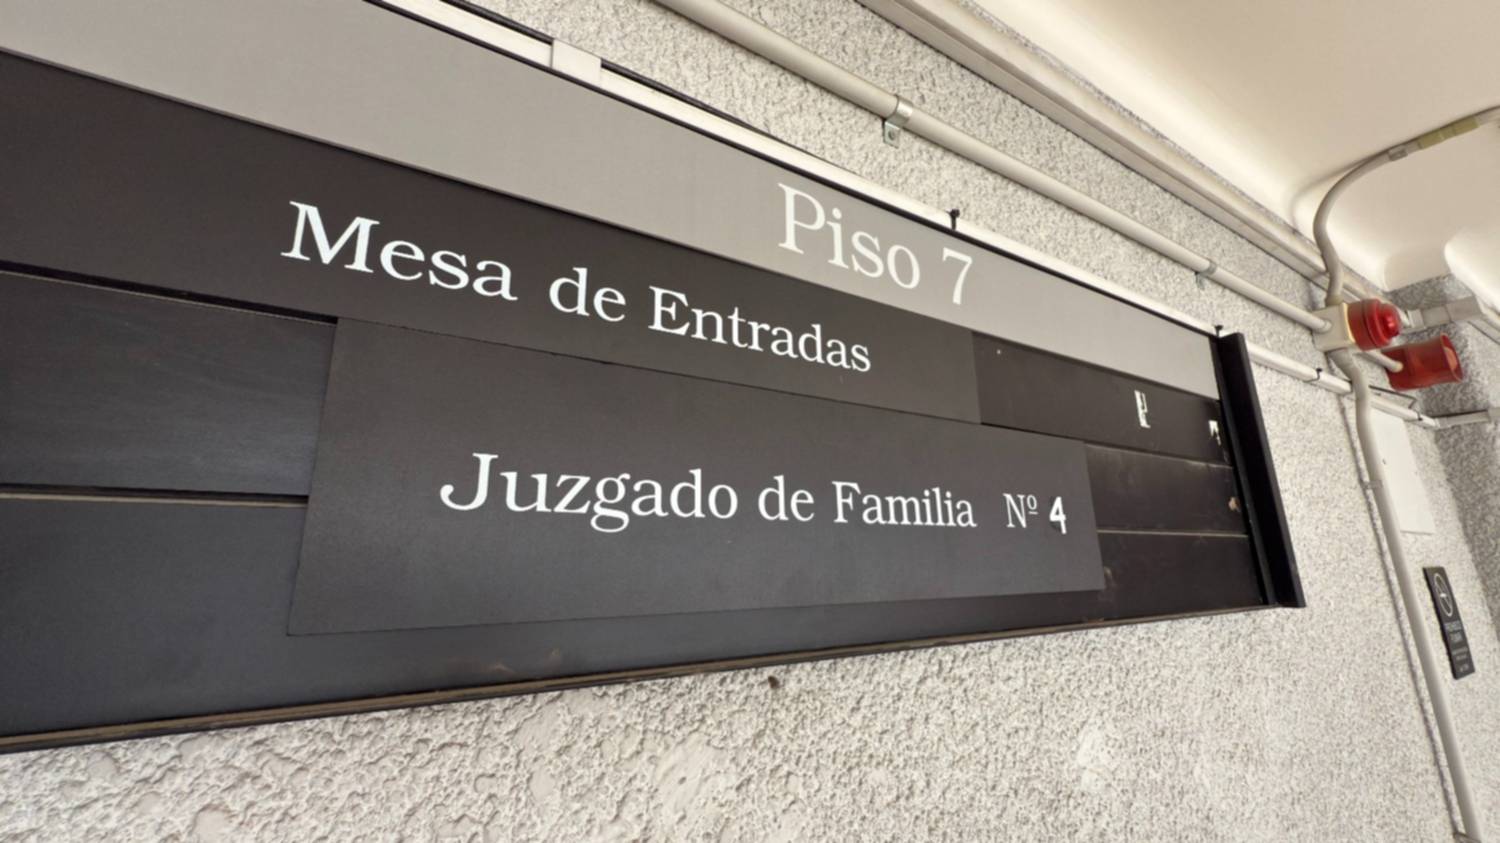 Piso 7
Mesa de Entradas
Juzgado de Familia Nº 4